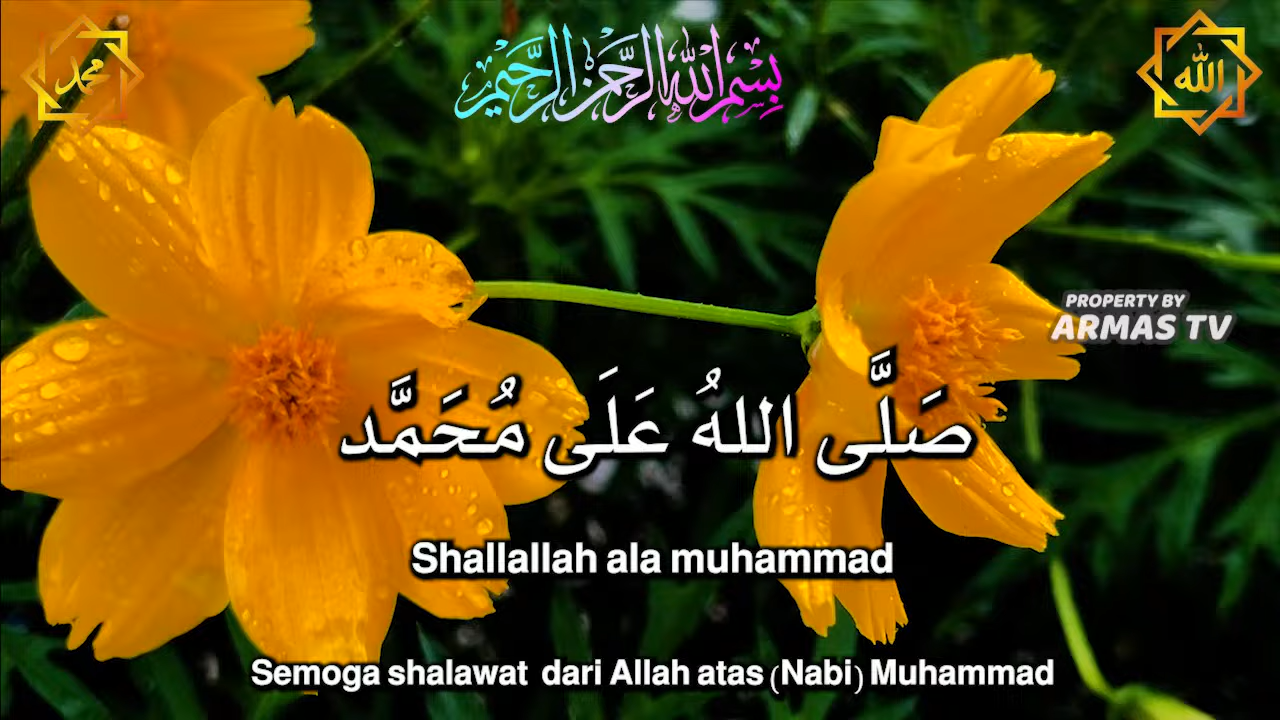 محمد
بسم الله الرحمن الرحيم
الله
PROPERTY BY
ARMAS TV
صَلَّى اللهُ عَلَى مُحَمَّد
Shallallah ala muhammad
Semoga shalawat dari Allah atas (Nabi) Muhammad